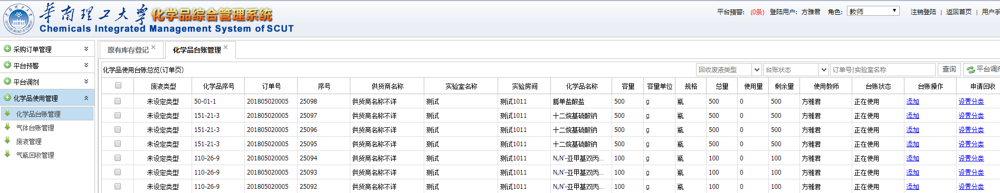 华南理工大学 化学品综合管理系统
Chemicals Integrated Management System of SCUT
平台预警: (0条) 登陆用户: 方雅君 角色: 教师 注销登陆 | 返回首页 | 用户手
采购订单管理
平台预警
平台调剂
化学品使用管理
化学品台账管理
气体台账管理
废液管理
气瓶回收管理
原有库存登记 化学品台账管理
化学品使用台账总览(订单页) 回收废液类型 台账状态 订单号|实验室名称 查询 平台调剂
废液类型 化学品序号 订单号 序号 供货商名称 实验室名称 实验房间 化学品名称 容量 容量单位 规格 总量 使用量 剩余量 使用教师 台账状态 台账操作 申请回收
未设定类型 50-01-1 201805020005 25098 供货商名称不详 测试 测试1011 胍单盐酸盐 500 g 瓶 500 0 500 方雅君 正在使用 添加 设置分类
未设定类型 151-21-3 201805020005 25097 供货商名称不详 测试 测试1011 十二烷基硫酸钠 500 g 瓶 500 0 500 方雅君 正在使用 添加 设置分类
未设定类型 151-21-3 201805020005 25096 供货商名称不详 测试 测试1011 十二烷基硫酸钠 500 g 瓶 500 0 500 方雅君 正在使用 添加 设置分类
未设定类型 151-21-3 201805020005 25095 供货商名称不详 测试 测试1011 十二烷基硫酸钠 500 g 瓶 500 0 500 方雅君 正在使用 添加 设置分类
未设定类型 110-26-9 201805020005 25094 供货商名称不详 测试 测试1011 N,N'-亚甲基双丙... 100 g 瓶 100 0 100 方雅君 正在使用 添加 设置分类
未设定类型 110-26-9 201805020005 25093 供货商名称不详 测试 测试1011 N,N'-亚甲基双丙... 100 g 瓶 100 0 100 方雅君 正在使用 添加 设置分类
未设定类型 110-26-9 201805020005 25092 供货商名称不详 测试 测试1011 N,N'-亚甲基双丙... 100 g 瓶 100 0 100 方雅君 正在使用 添加 设置分类